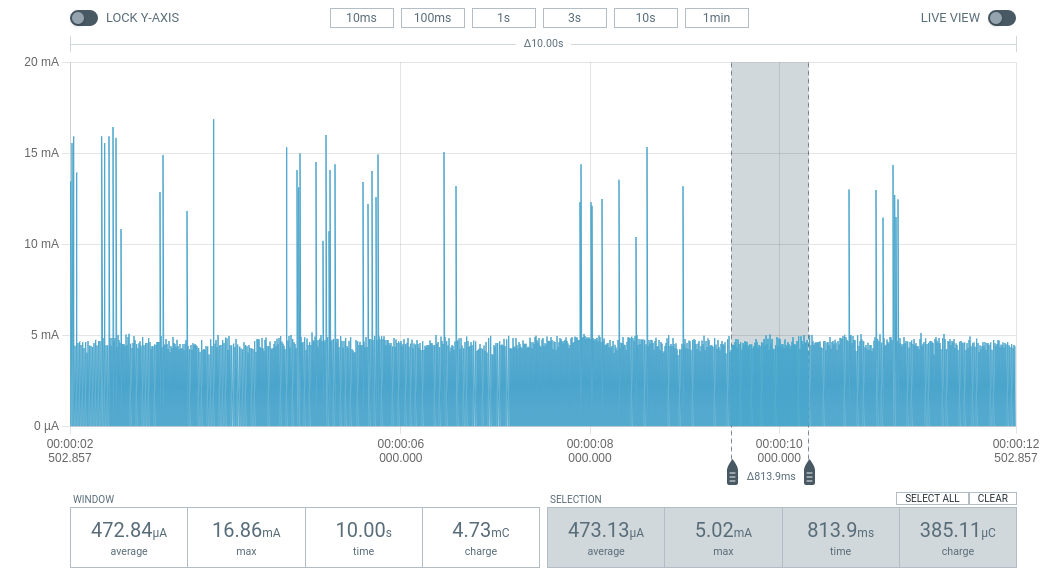 LOCK Y-AXIS 10ms 100ms 1s 3s 10s 1min LIVE VIEW
Δ10.00s
20 mA
15 mA
10 mA
5 mA
0 µA
00:00:02 00:00:06 00:00:08 00:00:10 00:00:12
502.857 000.000 000.000 000.000 502.857
Δ813.9ms
WINDOW SELECTION SELECT ALL CLEAR
472.84µA 16.86mA 10.00s 4.73mC 473.13µA 5.02mA 813.9ms 385.11µC
average max time charge average max time charge